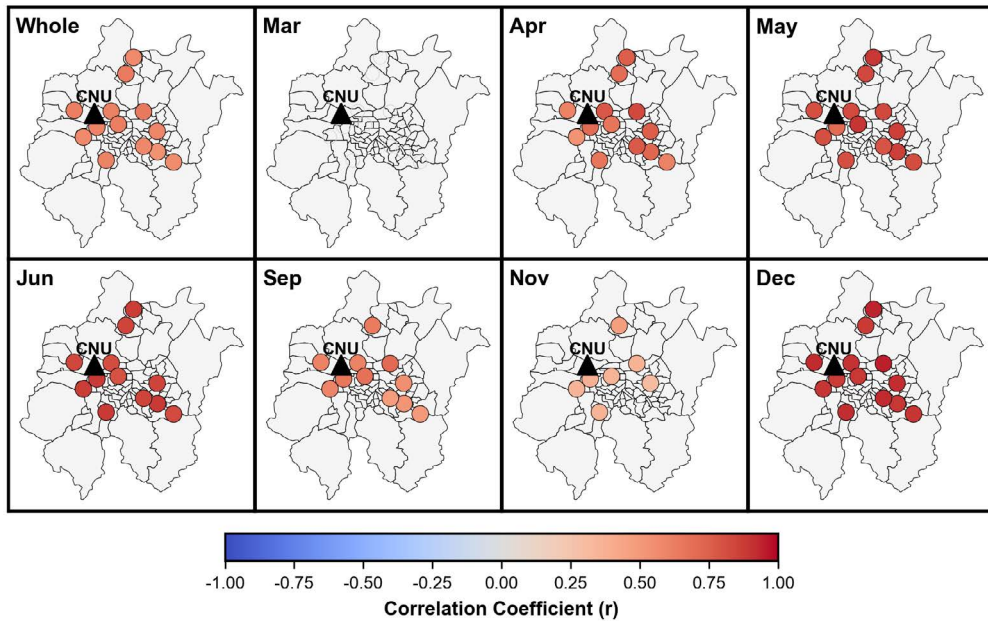 Whole
Mar
Apr
May
CNU
CNU
CNU
CNU
Jun
Sep
Nov
Dec
CNU
CNU
CNU
CNU
-1.00 -0.75 -0.50 -0.25 0.00 0.25 0.50 0.75 1.00
Correlation Coefficient (r)